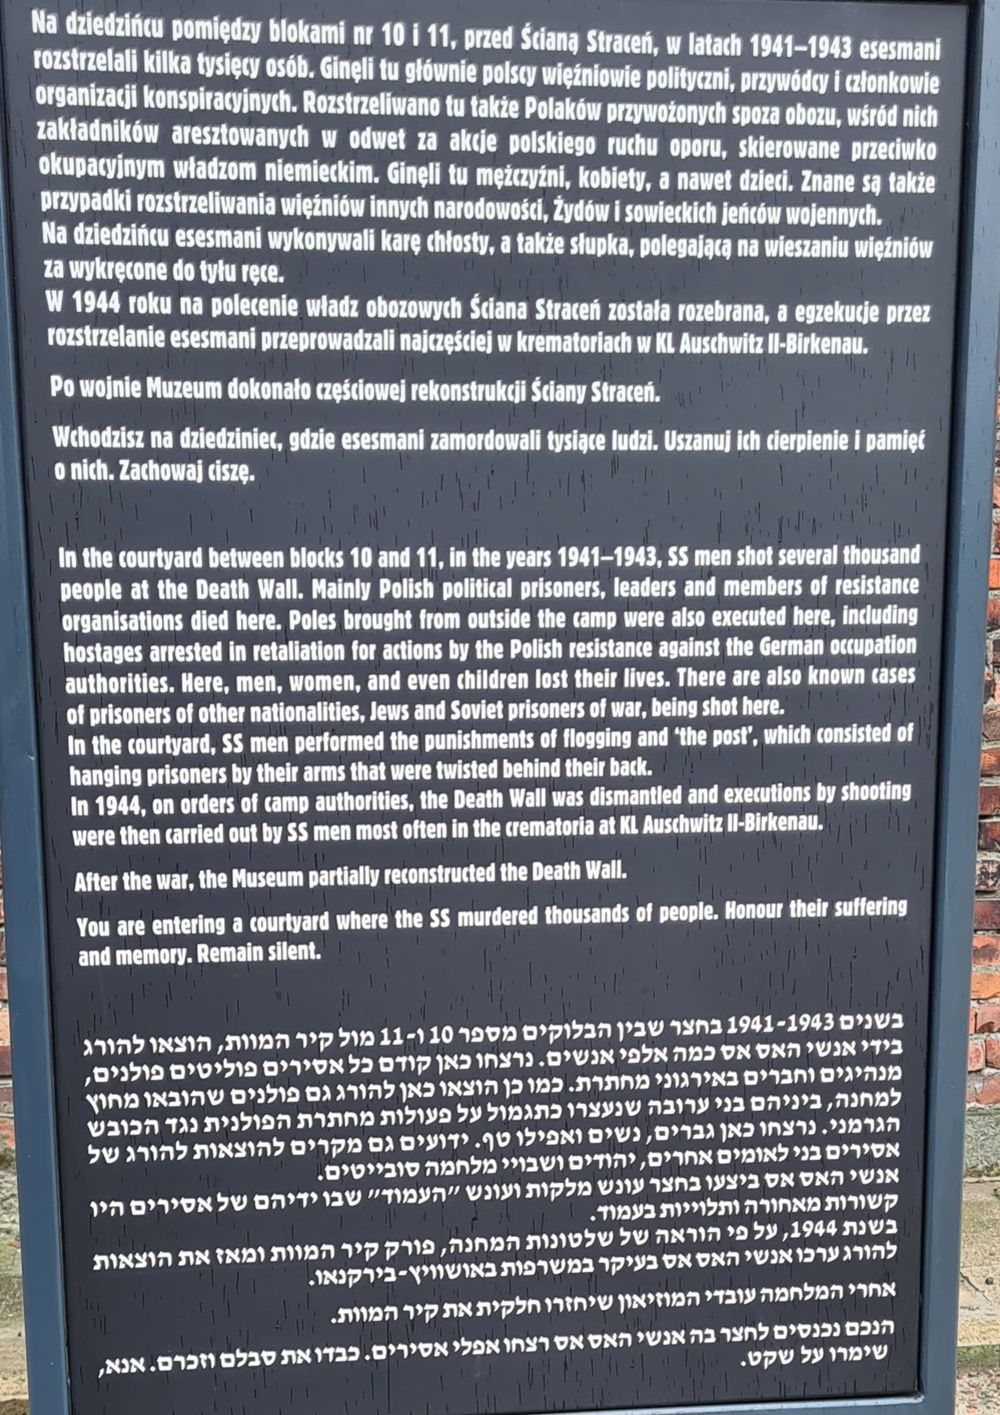 Na dziedzińcu pomiędzy blokami nr 10 i 11, przed Ścianą Straceń, w latach 1941–1943 esesmani
rozstrzelali kilka tysięcy osób. Ginęli tu głównie polscy więźniowie polityczni, przywódcy i członkowie
organizacji konspiracyjnych. Rozstrzeliwano tu także Polaków przywożonych spoza obozu, wśród nich
zakładników aresztowanych w odwet za akcje polskiego ruchu oporu, skierowane przeciwko
okupacyjnym władzom niemieckim. Ginęli tu mężczyźni, kobiety, a nawet dzieci. Znane są także
przypadki rozstrzeliwania więźniów innych narodowości, Żydów i sowieckich jeńców wojennych.
Na dziedzińcu esesmani wykonywali karę chłosty, a także słupka, polegającą na wieszaniu więźniów
za wykręcone do tyłu ręce.
W 1944 roku na polecenie władz obozowych Ściana Straceń została rozebrana, a egzekucje przez
rozstrzelanie esesmani przeprowadzali najczęściej w krematoriach w KL Auschwitz II-Birkenau.
Po wojnie Muzeum dokonało częściowej rekonstrukcji Ściany Straceń.
Wchodzisz na dziedziniec, gdzie esesmani zamordowali tysiące ludzi. Uszanuj ich cierpienie i pamięć
o nich. Zachowaj ciszę.
In the courtyard between blocks 10 and 11, in the years 1941–1943, SS men shot several thousand
people at the Death Wall. Mainly Polish political prisoners, leaders and members of resistance
organisations died here. Poles brought from outside the camp were also executed here, including
hostages arrested in retaliation for actions by the Polish resistance against the German occupation
authorities. Here, men, women, and even children lost their lives. There are also known cases
of prisoners of other nationalities, Jews and Soviet prisoners of war, being shot here.
In the courtyard, SS men performed the punishments of flogging and ‘the post’, which consisted of
hanging prisoners by their arms that were twisted behind their back.
In 1944, on orders of camp authorities, the Death Wall was dismantled and executions by shooting
were then carried out by SS men most often in the crematoria at KL Auschwitz II-Birkenau.
After the war, the Museum partially reconstructed the Death Wall.
You are entering a courtyard where the SS murdered thousands of people. Honour their suffering
and memory. Remain silent.
בשנים 1941-1943 בחצר שבין הבלוקים מספר 10 ו-11 מול קיר המוות, הוצאו להורג
בידי אנשי האס אס כמה אלפי אנשים. נרצחו כאן קודם כל אסירים פוליטים פולנים,
מנהיגים וחברים באירגוני מחתרת. כמו כן הוצאו כאן להורג גם פולנים שהובאו מחוץ
למחנה, ביניהם בני ערובה שנעצרו כתגמול על פעולות מחתרת הפולנית נגד הכובש
הגרמני. נרצחו כאן גברים, נשים ואפילו טף. ידועים גם מקרים להוצאות להורג של
אסירים בני לאומים אחרים, יהודים ושבויי מלחמה סובייטים.
אנשי האס אס ביצעו בחצר עונש מלקות ועונש "העמוד" שבו ידיהם של אסירים היו
קשורות מאחורה ותלוייות בעמוד.
בשנת 1944, על פי הוראה של שלטונות המחנה, פורק קיר המוות ומאז את הוצאות
להורג ערכו אנשי האס אס בעיקר במשרפות באושוויץ-בירקנאו.
אחרי המלחמה עובדי המוזיאון שיחזרו חלקית את קיר המוות.
הנכם נכנסים לחצר בה אנשי האס אס רצחו אפלי אסירים. כבדו את סבלם וזכרם. אנא,
שימרו על שקט.